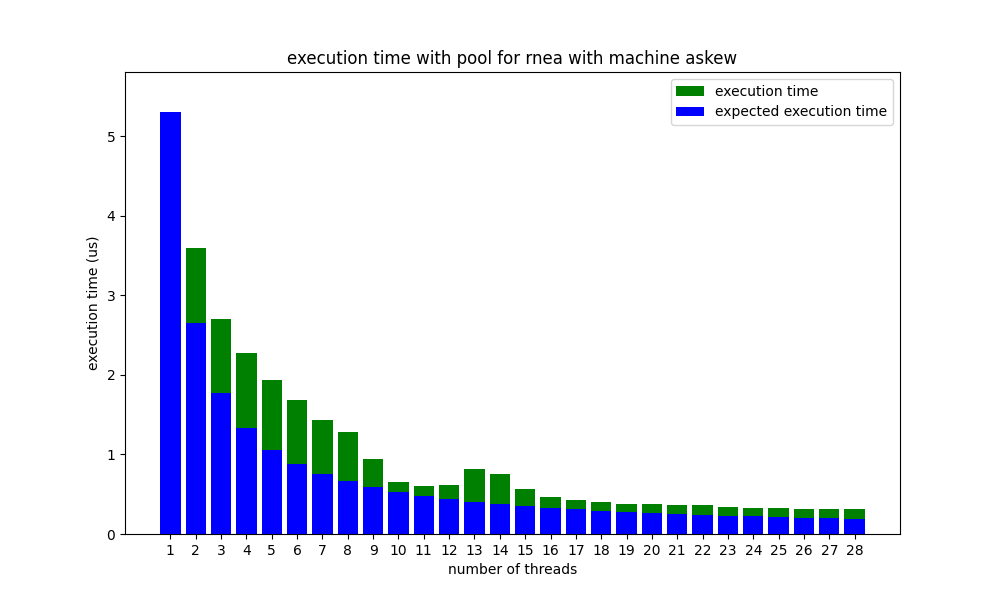 execution time with pool for rnea with machine askew
execution time
expected execution time
5
4
3
2
1
0
execution time (us)
1 2 3 4 5 6 7 8 9 10 11 12 13 14 15 16 17 18 19 20 21 22 23 24 25 26 27 28
number of threads